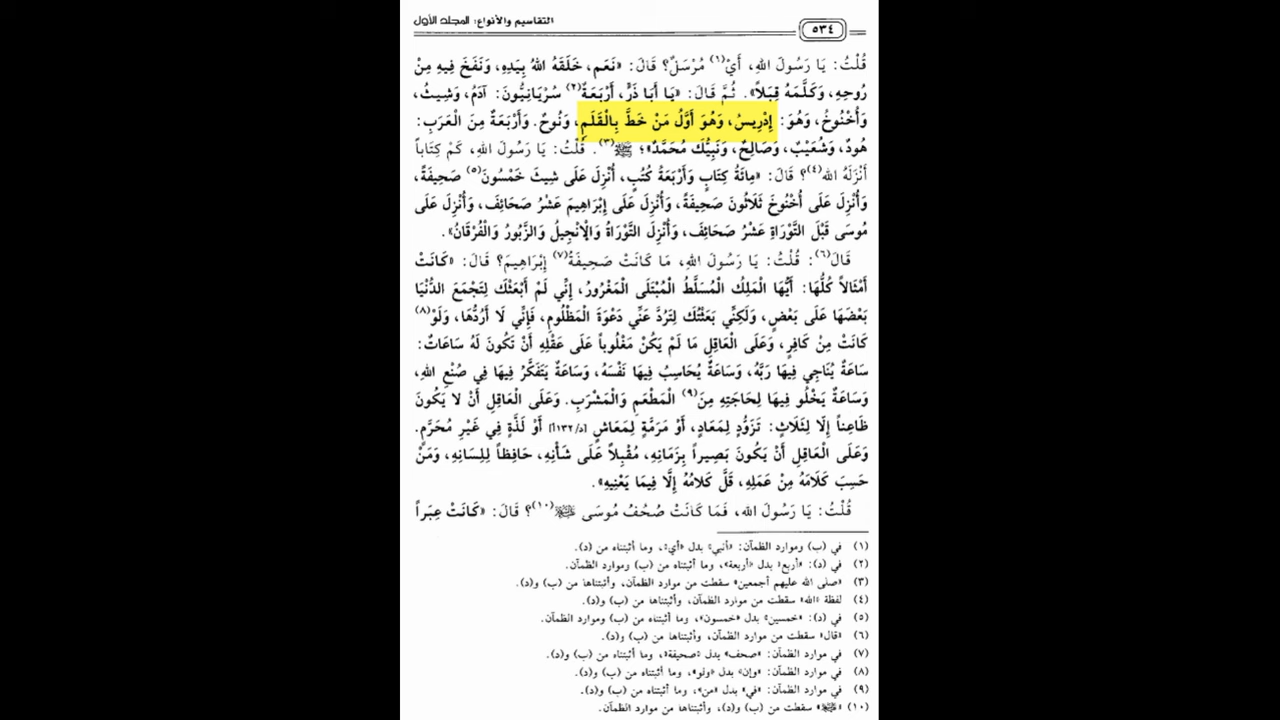 ٥٣٤
التقاسيم والأنواع: المجلد الأول
قُلْتُ: يَا رَسُولَ اللهِ، أَيْ(١) مُرْسَلٌ؟ قَالَ: «نَعَم، خَلَقَهُ اللهُ بِيَدِهِ، وَنَفَخَ فِيهِ مِنْ
رُوحِهِ، وَكَلَّمَهُ قِبَلاً». ثُمَّ قَالَ: «يَا أَبَا ذَرٍّ، أَرْبَعَةٌ(٢) سُرْيَانِيُّونَ: آدَمُ، وَشِيثُ،
وَأُخْنُوخُ، وَهُوَ: إِدْرِيسُ، وَهُوَ أَوَّلُ مَنْ خَطَّ بِالْقَلَمِ، وَنُوحٌ. وَأَرْبَعَةٌ مِنَ الْعَرَبِ:
هُودٌ، وَشُعَيْبٌ، وَصَالِحٌ، وَنَبِيُّكَ مُحَمَّدٌ»؛ ﷺ(٣). قُلْتُ: يَا رَسُولَ اللهِ، كَمْ كِتَاباً
أَنْزَلَهُ اللهُ(٤)؟ قَالَ: «مِائَةُ كِتَابٍ وَأَرْبَعَةُ كُتُبٍ، أُنْزِلَ عَلَى شِيثَ خَمْسُونَ(٥) صَحِيفَةً،
وَأُنْزِلَ عَلَى أُخْنُوخَ ثَلَاثُونَ صَحِيفَةً، وَأُنْزِلَ عَلَى إِبْرَاهِيمَ عَشْرُ صَحَائِفَ، وَأُنْزِلَ عَلَى
مُوسَى قَبْلَ التَّوْرَاةِ عَشْرُ صَحَائِفَ، وَأُنْزِلَ التَّوْرَاةُ وَالْإِنْجِيلُ وَالزَّبُورُ وَالْفُرْقَانُ».
قَالَ(٦): قُلْتُ: يَا رَسُولَ اللهِ، مَا كَانَتْ صَحِيفَةُ(٧) إِبْرَاهِيمَ؟ قَالَ: «كَانَتْ
أَمْثَالاً كُلُّهَا: أَيُّهَا الْمَلِكُ الْمُسَلَّطُ الْمُبْتَلَى الْمَغْرُورُ، إِنِّي لَمْ أَبْعَثْكَ لِتَجْمَعَ الدُّنْيَا
بَعْضَهَا عَلَى بَعْضٍ، وَلَكِنِّي بَعَثْتُكَ لِتَرُدَّ عَنِّي دَعْوَةَ الْمَظْلُومِ، فَإِنِّي لَا أَرُدُّهَا، وَلَوْ(٨)
كَانَتْ مِنْ كَافِرٍ، وَعَلَى الْعَاقِلِ مَا لَمْ يَكُنْ مَغْلُوباً عَلَى عَقْلِهِ أَنْ تَكُونَ لَهُ سَاعَاتٌ:
سَاعَةٌ يُنَاجِي فِيهَا رَبَّهُ، وَسَاعَةٌ يُحَاسِبُ فِيهَا نَفْسَهُ، وَسَاعَةٌ يَتَفَكَّرُ فِيهَا فِي صُنْعِ اللهِ،
وَسَاعَةٌ يَخْلُو فِيهَا لِحَاجَتِهِ مِنَ(٩) الْمَطْعَمِ وَالْمَشْرَبِ. وَعَلَى الْعَاقِلِ أَنْ لا يَكُونَ
ظَاعِناً إِلَّا لِثَلَاثٍ: تَزَوُّدٍ لِمَعَادٍ، أَوْ مَرَمَّةٍ لِمَعَاشٍ [د/١٣٢أ] أَوْ لَذَّةٍ فِي غَيْرِ مُحَرَّمٍ.
وَعَلَى الْعَاقِلِ أَنْ يَكُونَ بَصِيراً بِزَمَانِهِ، مُقْبِلاً عَلَى شَأْنِهِ، حَافِظاً لِلِسَانِهِ، وَمَنْ
حَسِبَ كَلَامَهُ مِنْ عَمَلِهِ، قَلَّ كَلامُهُ إِلَّا فِيمَا يَعْنِيهِ».
قُلْتُ: يَا رَسُولَ الله، فَمَا كَانَتْ صُحُفُ مُوسَى ﷺ(١٠)؟ قَالَ: «كَانَتْ عِبَراً
(١) في (ب) وموارد الظمآن: «أنبي» بدل «أي»، وما أثبتناه من (د).
(٢) في (د): «أربع» بدل «أربعة»، وما أثبتناه من (ب) وموارد الظمآن.
(٣) «صلى الله عليهم أجمعين» سقطت من موارد الظمآن، وأثبتناها من (ب) و(د).
(٤) لفظة «الله» سقطت من موارد الظمآن، وأثبتناها من (ب) و(د).
(٥) في (د): «خمسين» بدل «خمسون»، وما أثبتناه من (ب) وموارد الظمآن.
(٦) «قال» سقطت من موارد الظمآن، وأثبتناها من (ب) و(د).
(٧) في موارد الظمآن: «صحف» بدل «صحيفة»، وما أثبتناه من (ب) و(د).
(٨) في موارد الظمآن: «وإن» بدل «ولو»، وما أثبتناه من (ب) و(د).
(٩) في موارد الظمآن: «في» بدل «من»، وما أثبتناه من (ب) و(د).
(١٠) «ﷺ» سقطت من (ب) و(د)، وأثبتناها من موارد الظمآن.